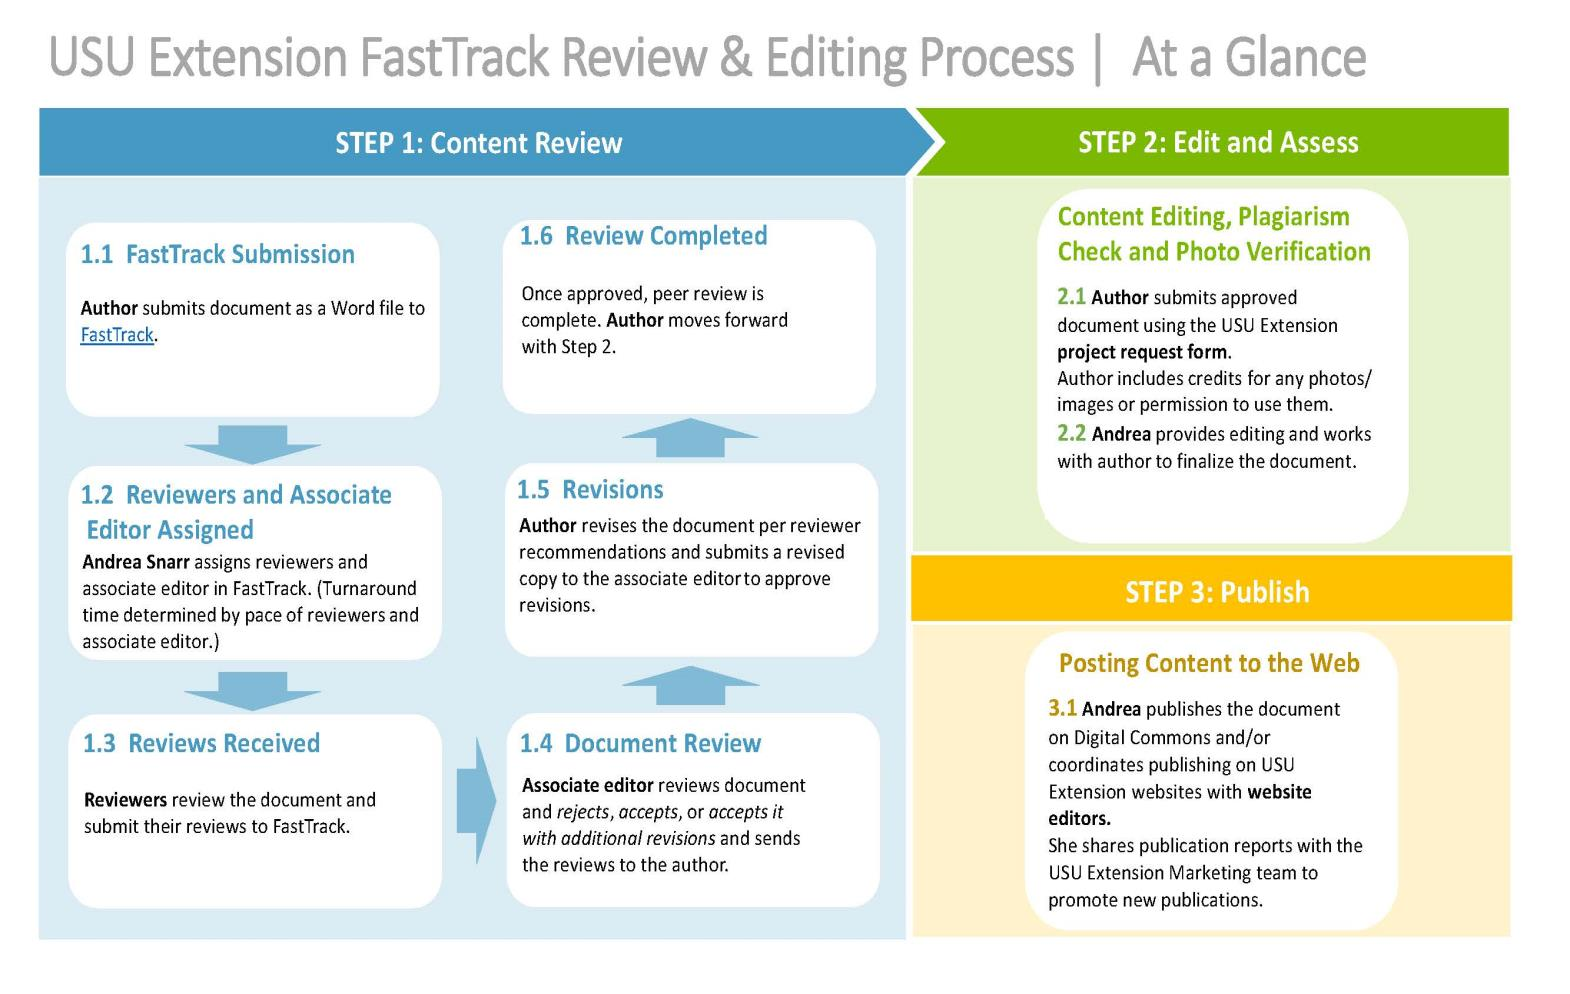 USU Extension FastTrack Review & Editing Process | At a Glance
STEP 1: Content Review
1.1 FastTrack Submission
Author submits document as a Word file to
FastTrack.
1.2 Reviewers and Associate
Editor Assigned
Andrea Snarr assigns reviewers and
associate editor in FastTrack. (Turnaround
time determined by pace of reviewers and
associate editor.)
1.3 Reviews Received
Reviewers review the document and
submit their reviews to FastTrack.
1.4 Document Review
Associate editor reviews document
and rejects, accepts, or accepts it
with additional revisions and sends
the reviews to the author.
1.5 Revisions
Author revises the document per reviewer
recommendations and submits a revised
copy to the associate editor to approve
revisions.
1.6 Review Completed
Once approved, peer review is
complete. Author moves forward
with Step 2.
STEP 2: Edit and Assess
Content Editing, Plagiarism
Check and Photo Verification
2.1 Author submits approved
document using the USU Extension
project request form.
Author includes credits for any photos/
images or permission to use them.
2.2 Andrea provides editing and works
with author to finalize the document.
STEP 3: Publish
Posting Content to the Web
3.1 Andrea publishes the document
on Digital Commons and/or
coordinates publishing on USU
Extension websites with website
editors.
She shares publication reports with the
USU Extension Marketing team to
promote new publications.